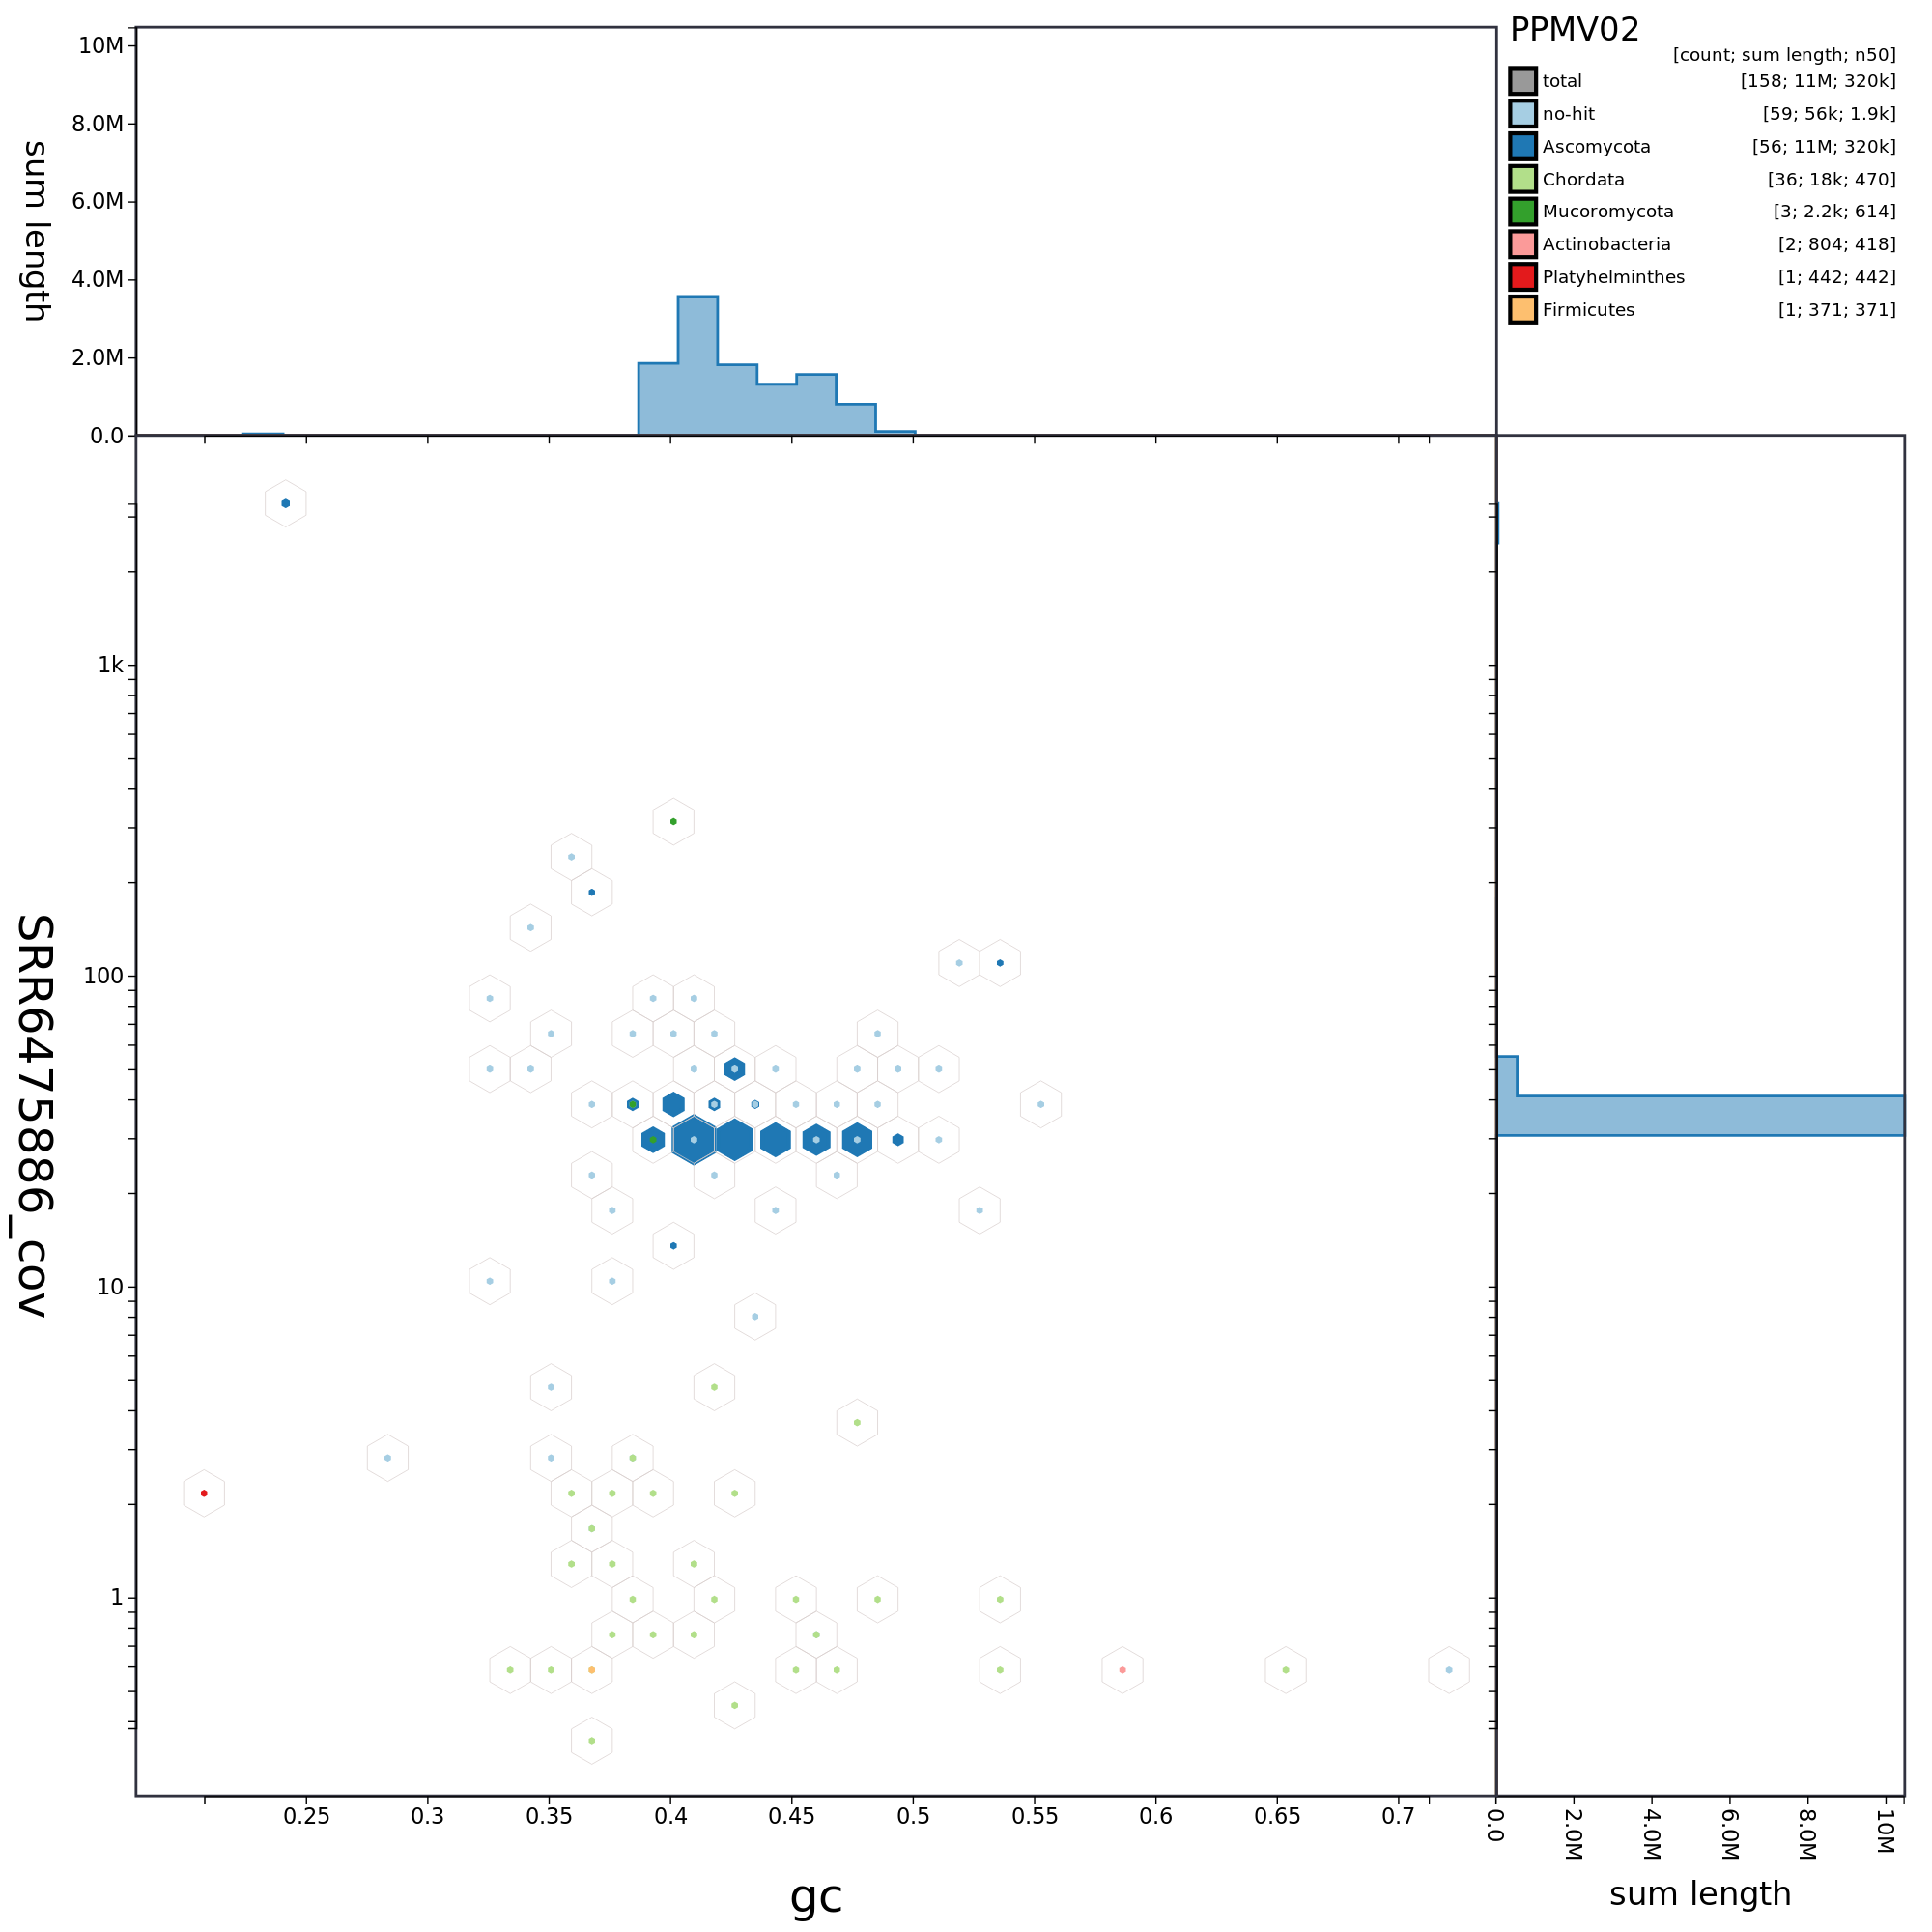 PPMV02
[count; sum length; n50]
total [158; 11M; 320k]
no-hit [59; 56k; 1.9k]
Ascomycota [56; 11M; 320k]
Chordata [36; 18k; 470]
Mucoromycota [3; 2.2k; 614]
Actinobacteria [2; 804; 418]
Platyhelminthes [1; 442; 442]
Firmicutes [1; 371; 371]
sum length
10M
8.0M
6.0M
4.0M
2.0M
0.0
SRR6475886_cov
1k
100
10
1
0.25 0.3 0.35 0.4 0.45 0.5 0.55 0.6 0.65 0.7
gc
0.0 2.0M 4.0M 6.0M 8.0M 10M
sum length